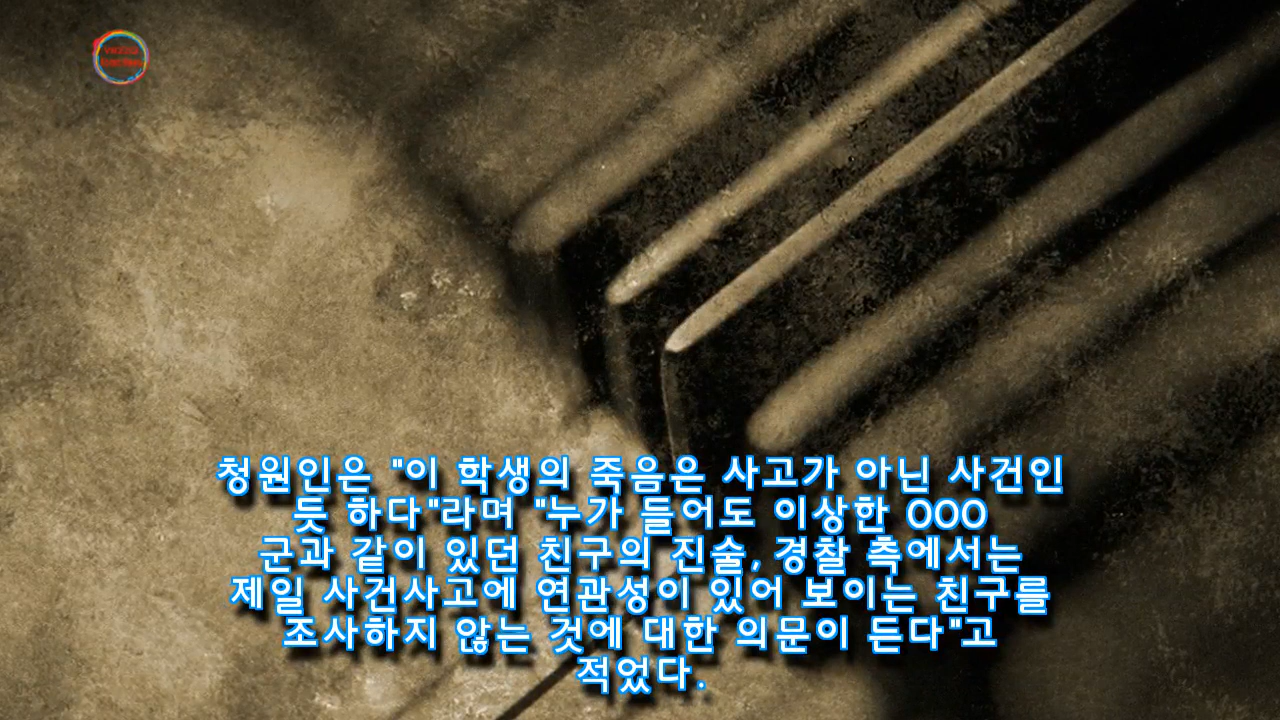 청원인은 "이 학생의 죽음은 사고가 아닌 사건인
듯 하다"라며 "누가 들어도 이상한 OOO
군과 같이 있던 친구의 진술, 경찰 측에서는
제일 사건사고에 연관성이 있어 보이는 친구를
조사하지 않는 것에 대한 의문이 든다"고
적었다.